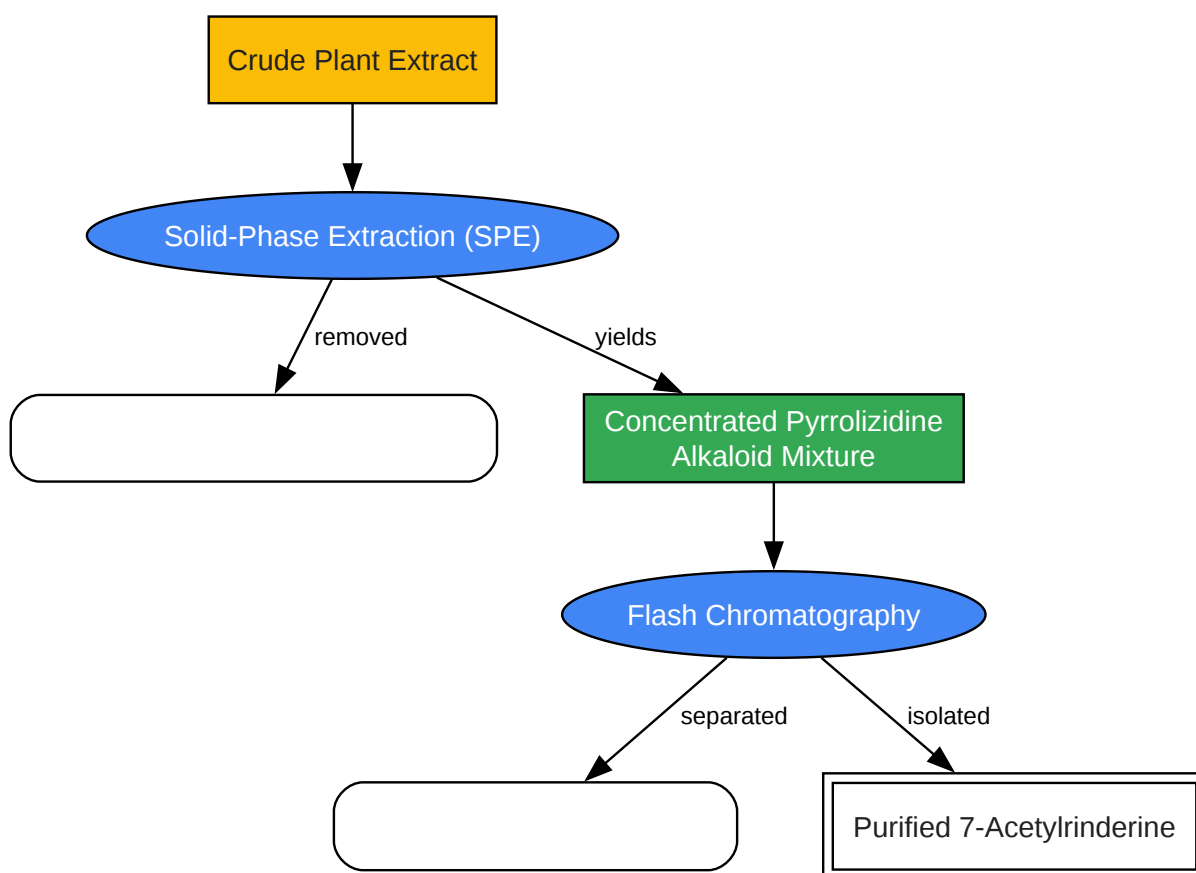 Crude Plant Extract
Solid-Phase Extraction (SPE)
removed
yields
Concentrated Pyrrolizidine
Alkaloid Mixture
Flash Chromatography
separated
isolated
Purified 7-Acetylrinderine